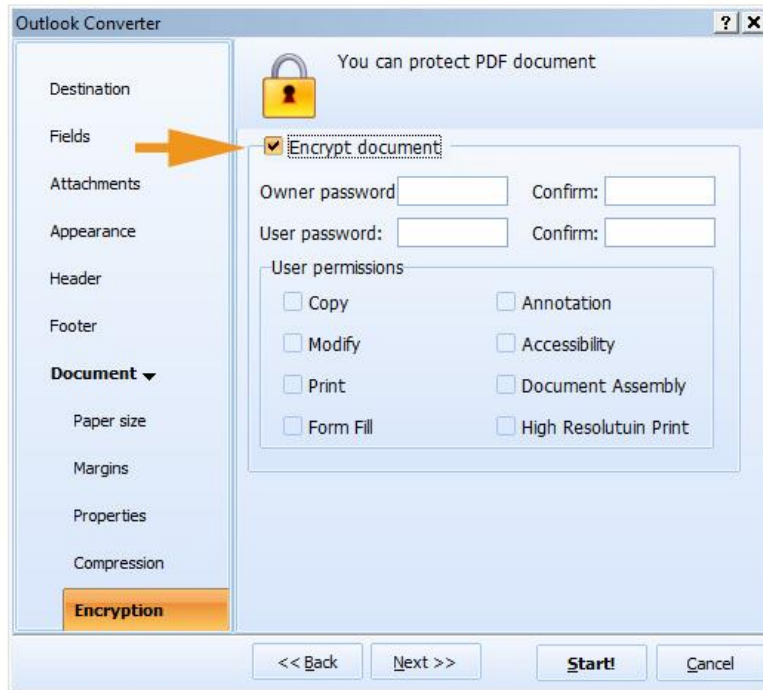 Outlook Converter
You can protect PDF document
Destination
Fields
Attachments
Appearance
Header
Footer
Document
Paper size
Margins
Properties
Compression
Encryption
Encrypt document
Owner password Confirm:
User password: Confirm:
User permissions
Copy Annotation
Modify Accessibility
Print Document Assembly
Form Fill High Resolutuin Print
<< Back Next >> Start! Cancel